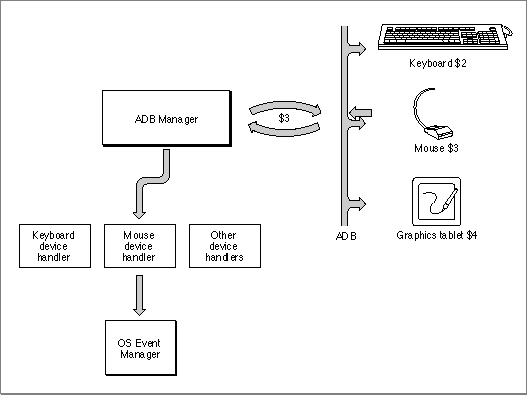 Keyboard $2
ADB Manager
$3
Mouse $3
Keyboard
device
handler
Mouse
device
handler
Other
device
handlers
ADB
Graphics tablet $4
OS Event
Manager